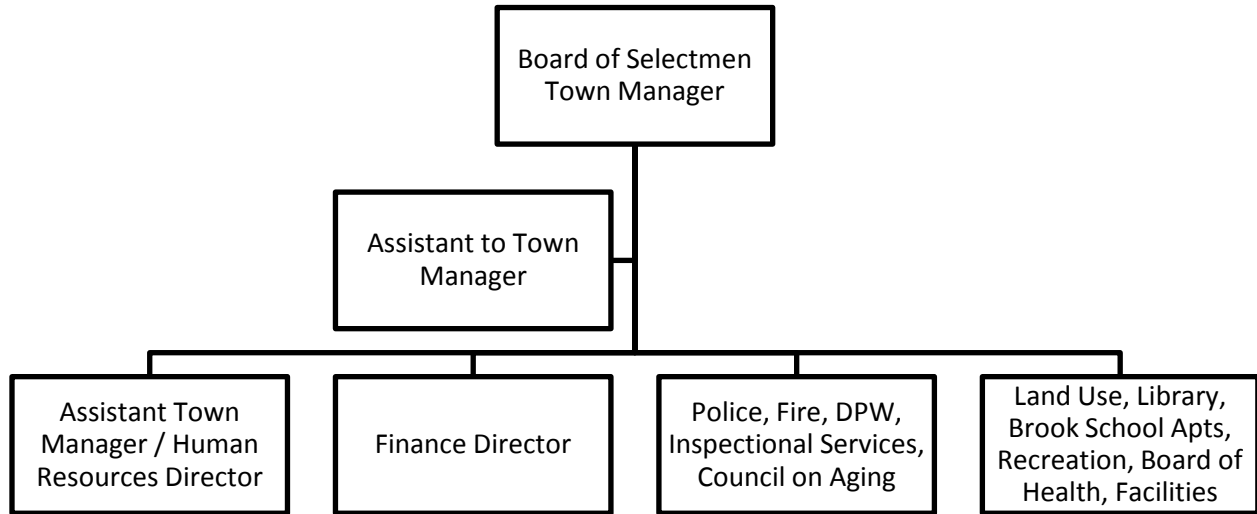 Board of Selectmen
Town Manager
Assistant to Town
Manager
Assistant Town
Manager / Human
Resources Director
Finance Director
Police, Fire, DPW,
Inspectional Services,
Council on Aging
Land Use, Library,
Brook School Apts,
Recreation, Board of
Health, Facilities